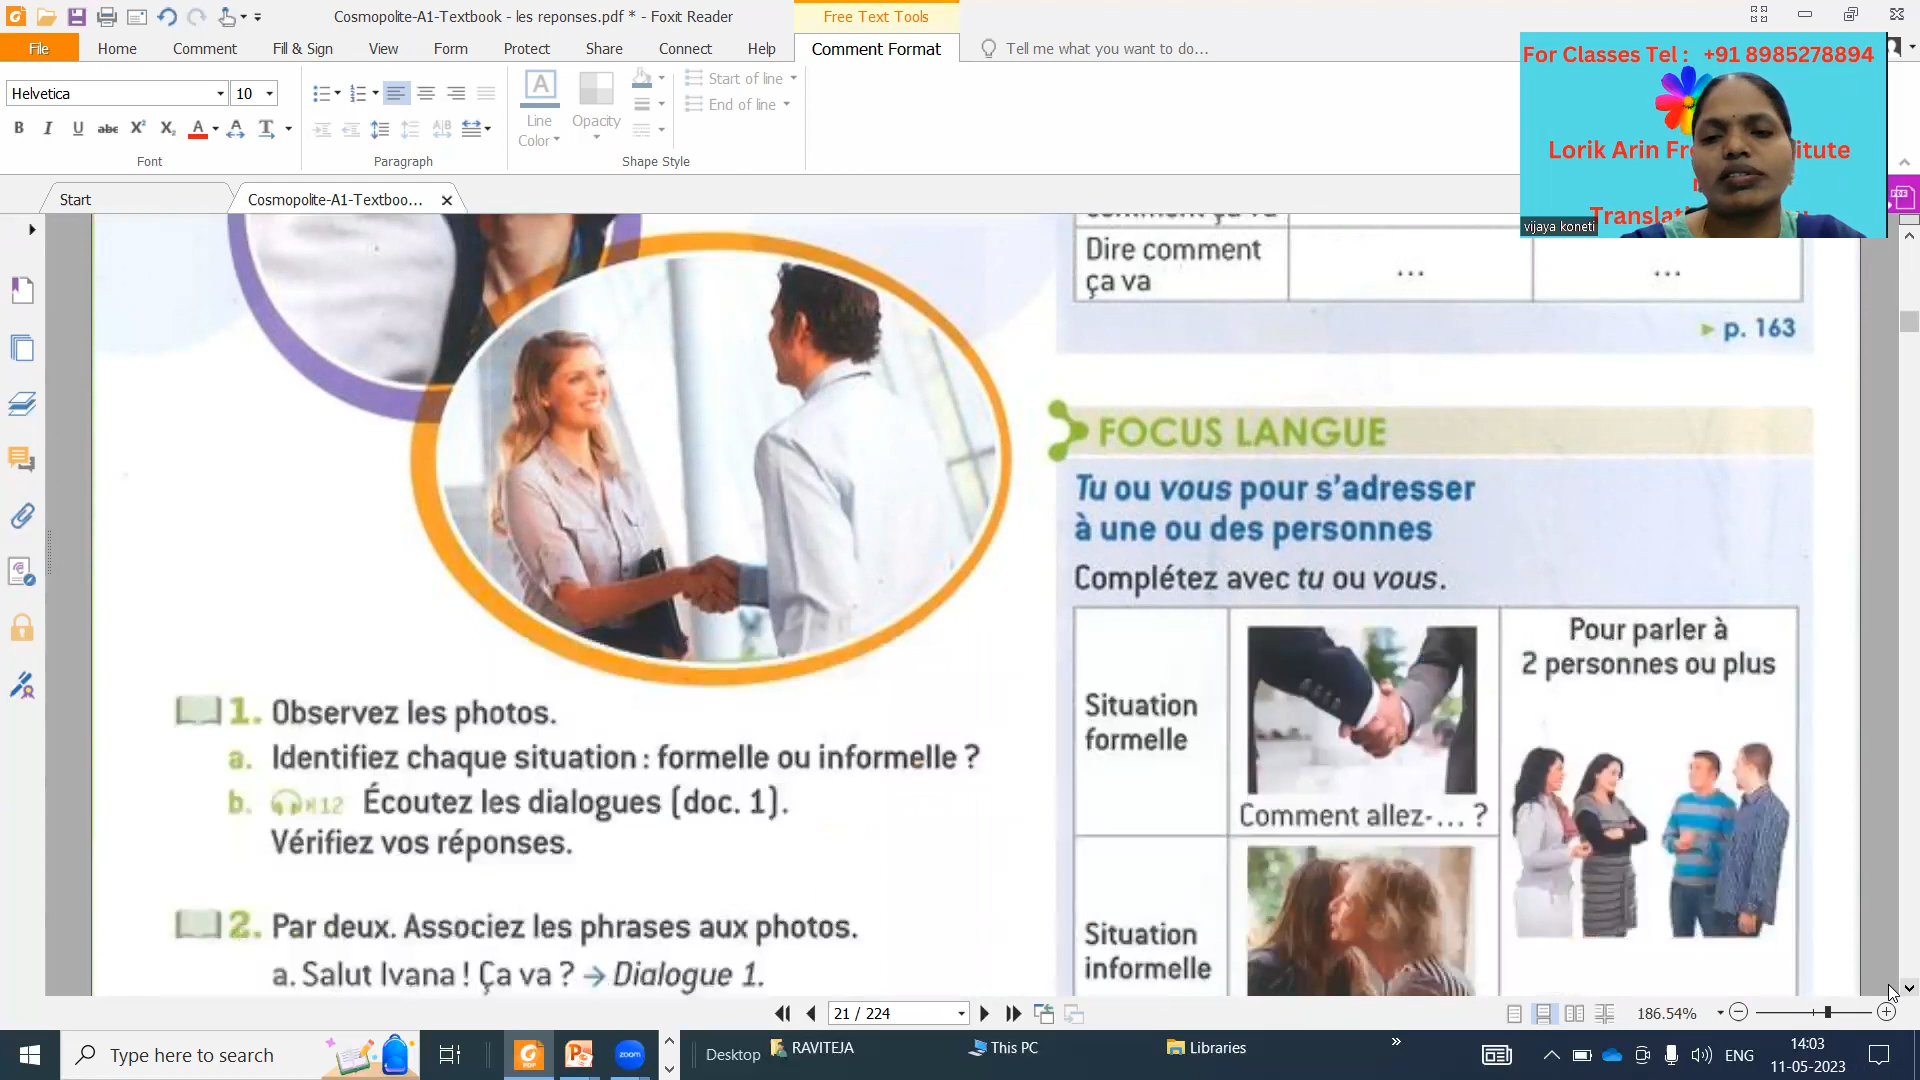 Cosmopolite-A1-Textbook - les reponses.pdf * - Foxit Reader
Free Text Tools
File
Home
Comment
Fill & Sign
View
Form
Protect
Share
Connect
Help
Comment Format
Tell me what you want to do...
Helvetica
10
Font
Paragraph
Line
Color
Opacity
Start of line
End of line
Shape Style
Start
Cosmopolite-A1-Textboo...
For Classes Tel : +91 8985278894
Lorik Arin
vijaya koneti
Dire comment
ça va
...
...
p. 163
FOCUS LANGUE
Tu ou vous pour s'adresser
à une ou des personnes
Complétez avec tu ou vous.
Situation
formelle
Comment allez-... ?
Pour parler à
2 personnes ou plus
Situation
informelle
1. Observez les photos.
a. Identifiez chaque situation : formelle ou informelle ?
b. 12 Écoutez les dialogues (doc. 1).
Vérifiez vos réponses.
2. Par deux. Associez les phrases aux photos.
a. Salut Ivana ! Ça va ? → Dialogue 1.
21 / 224
186.54%
Type here to search
Desktop
RAVITEJA
This PC
Libraries
»
ENG
14:03
11-05-2023